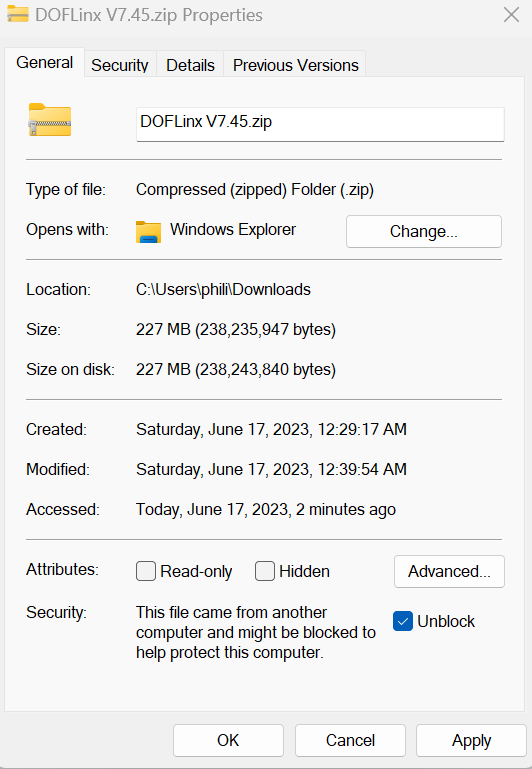 DOFLinx V7.45.zip Properties
General Security Details Previous Versions
DOFLinx V7.45.zip
Type of file: Compressed (zipped) Folder (.zip)
Opens with: Windows Explorer Change...
Location: C:\Users\phili\Downloads
Size: 227 MB (238,235,947 bytes)
Size on disk: 227 MB (238,243,840 bytes)
Created: Saturday, June 17, 2023, 12:29:17 AM
Modified: Saturday, June 17, 2023, 12:39:54 AM
Accessed: Today, June 17, 2023, 2 minutes ago
Attributes: Read-only Hidden Advanced...
Security: This file came from another
computer and might be blocked to Unblock
help protect this computer.
OK Cancel Apply